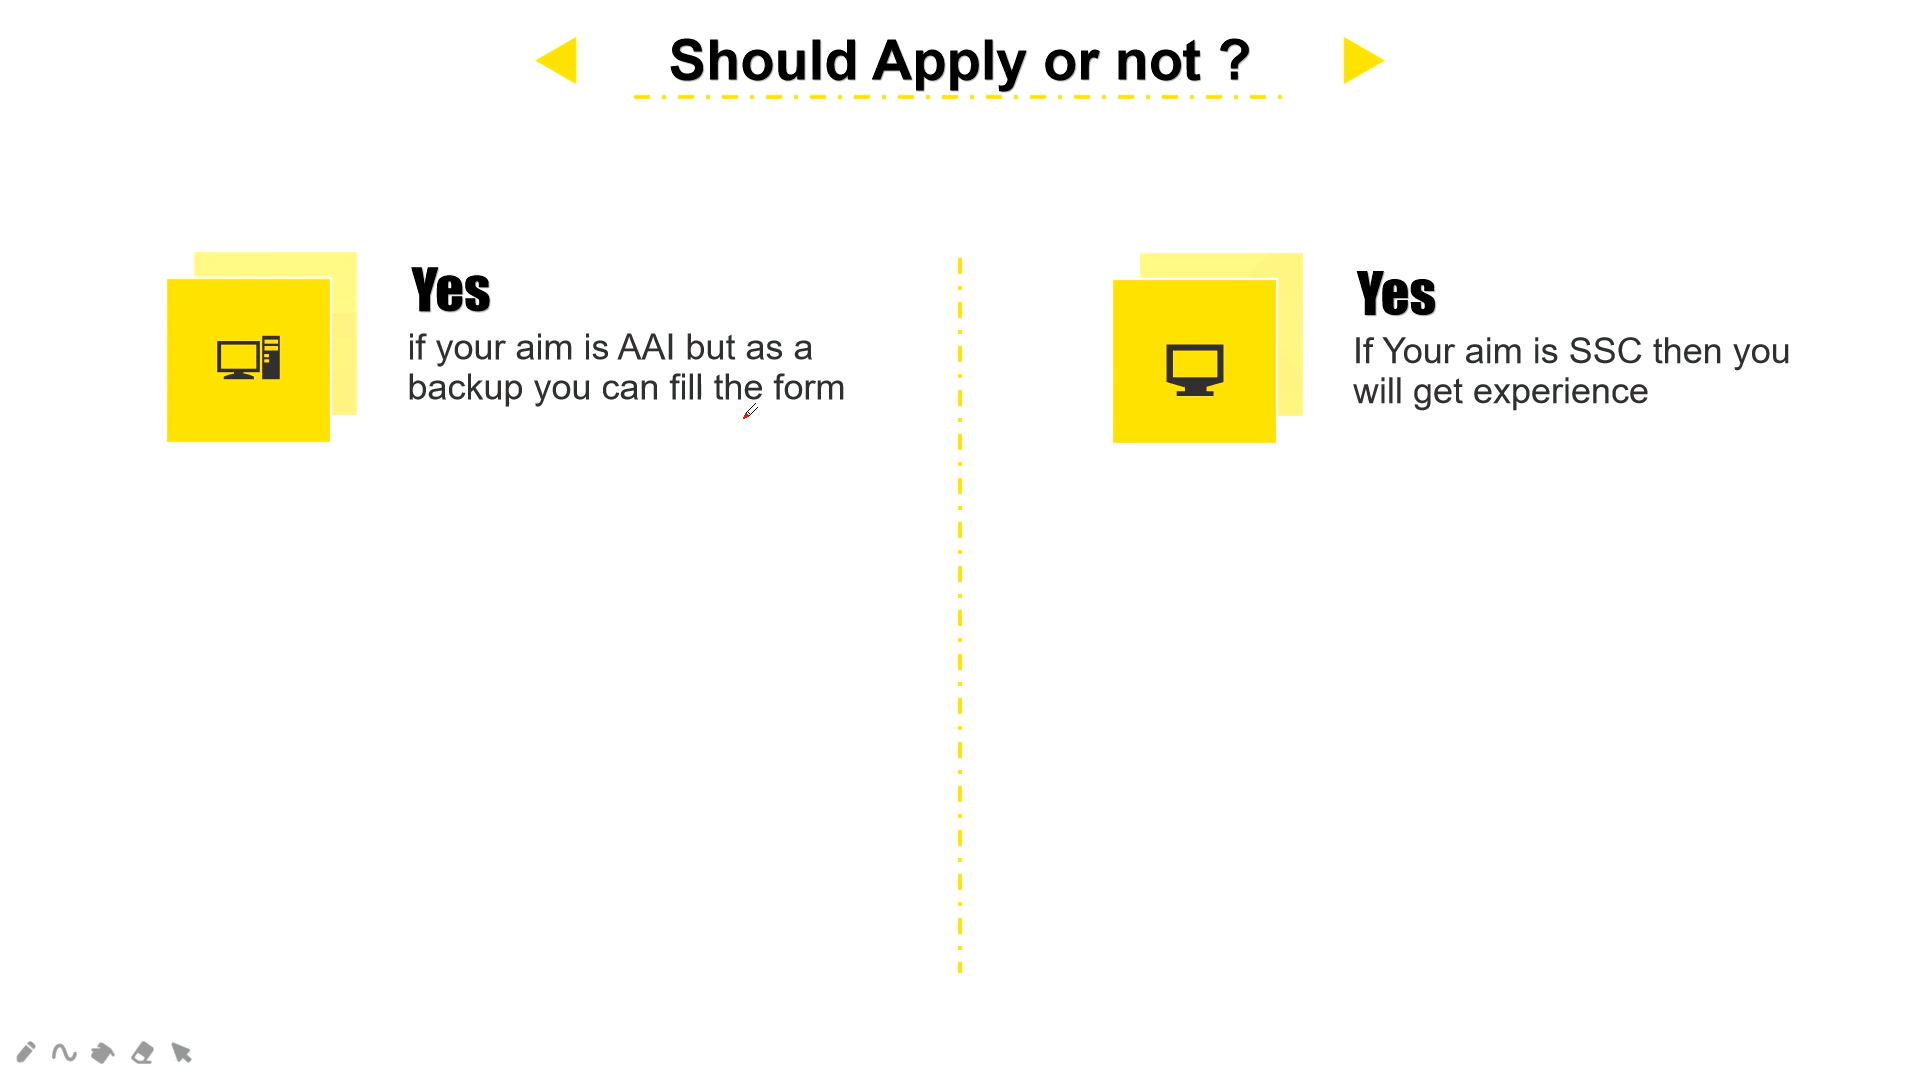 Should Apply or not ?
Yes
if your aim is AAI but as a
backup you can fill the form
Yes
If Your aim is SSC then you
will get experience